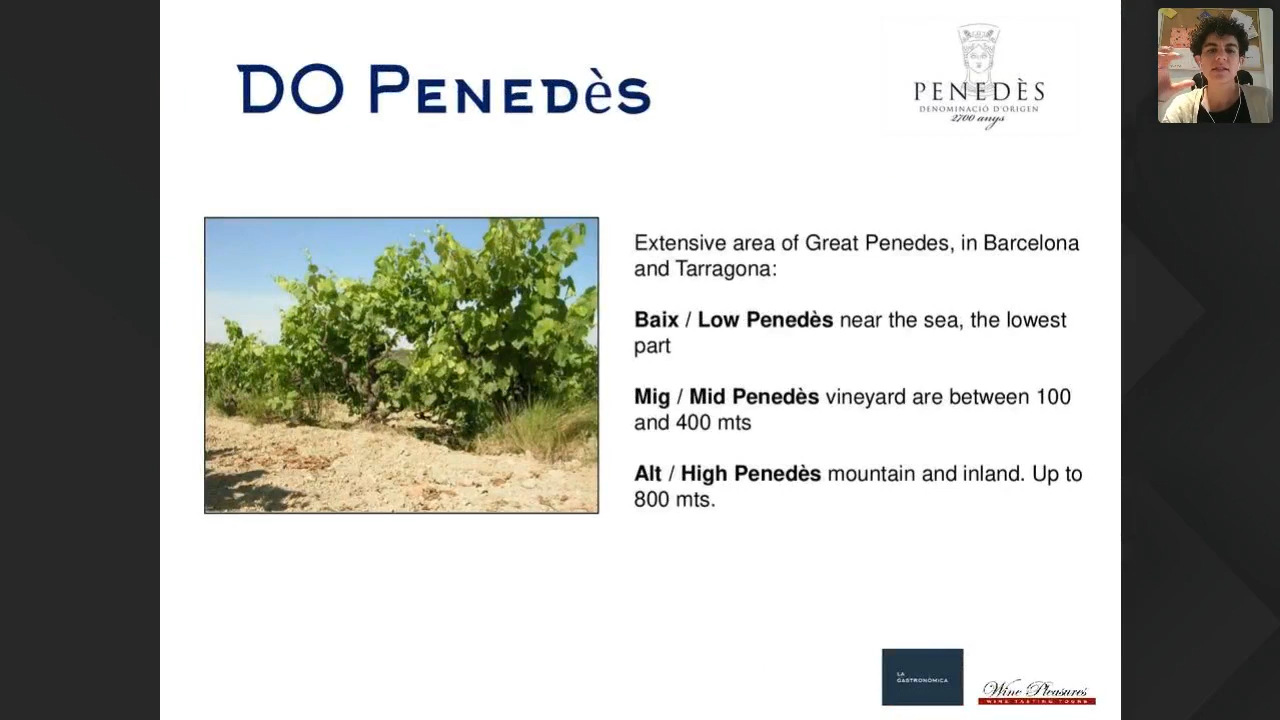 DO Penedès
PENEDÈS
DENOMINACIÓ D'ORIGEN
2700 anys
Extensive area of Great Penedes, in Barcelona
and Tarragona:
Baix / Low Penedès near the sea, the lowest
part
Mig / Mid Penedès vineyard are between 100
and 400 mts
Alt / High Penedès mountain and inland. Up to
800 mts.
LA
GASTRONÒMICA
Wine Pleasures
WINE TASTING TOURS